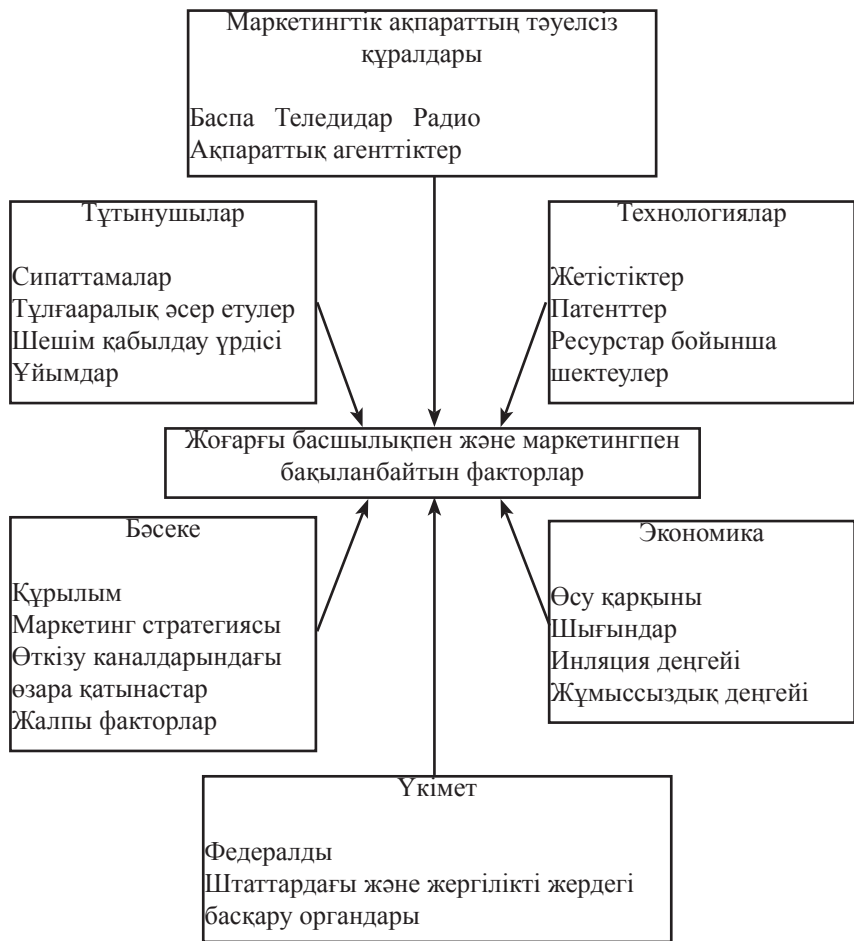 Маркетингтік ақпараттың тәуелсіз
құралдары
Баспа Теледидар Радио
Ақпараттық агенттіктер
Тұтынушылар
Сипаттамалар
Тұлғааралық әсер етулер
Шешім қабылдау үрдісі
Ұйымдар
Технологиялар
Жетістіктер
Патенттер
Ресурстар бойынша
шектеулер
Жоғарғы басшылықпен және маркетингпен
бақыланбайтын факторлар
Бәсеке
Құрылым
Маркетинг стратегиясы
Өткізу каналдарындағы
өзара қатынастар
Жалпы факторлар
Экономика
Өсу қарқыны
Шығындар
Инляция деңгейі
Жұмыссыздық деңгейі
Үкімет
Федералды
Штаттардағы және жергілікті жердегі
басқару органдары